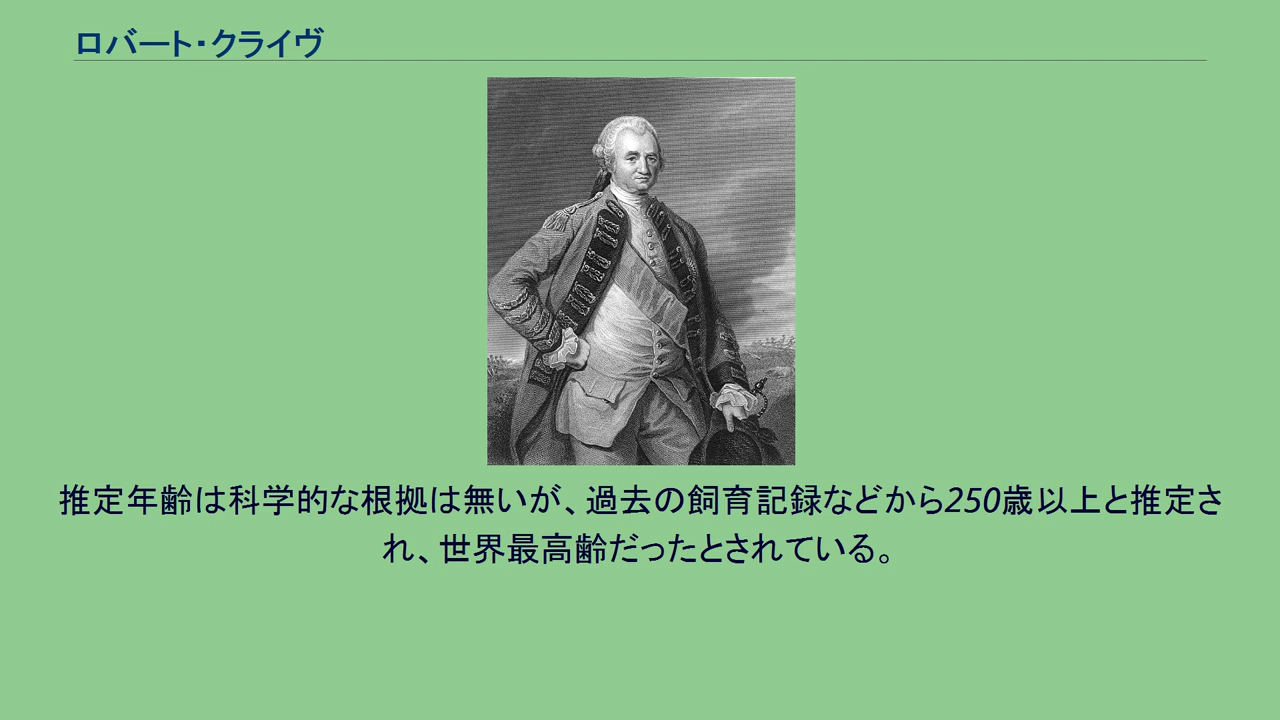 ロバート・クライヴ
推定年齢は科学的な根拠は無いが、過去の飼育記録などから250歳以上と推定さ
れ、世界最高齢だったとされている。